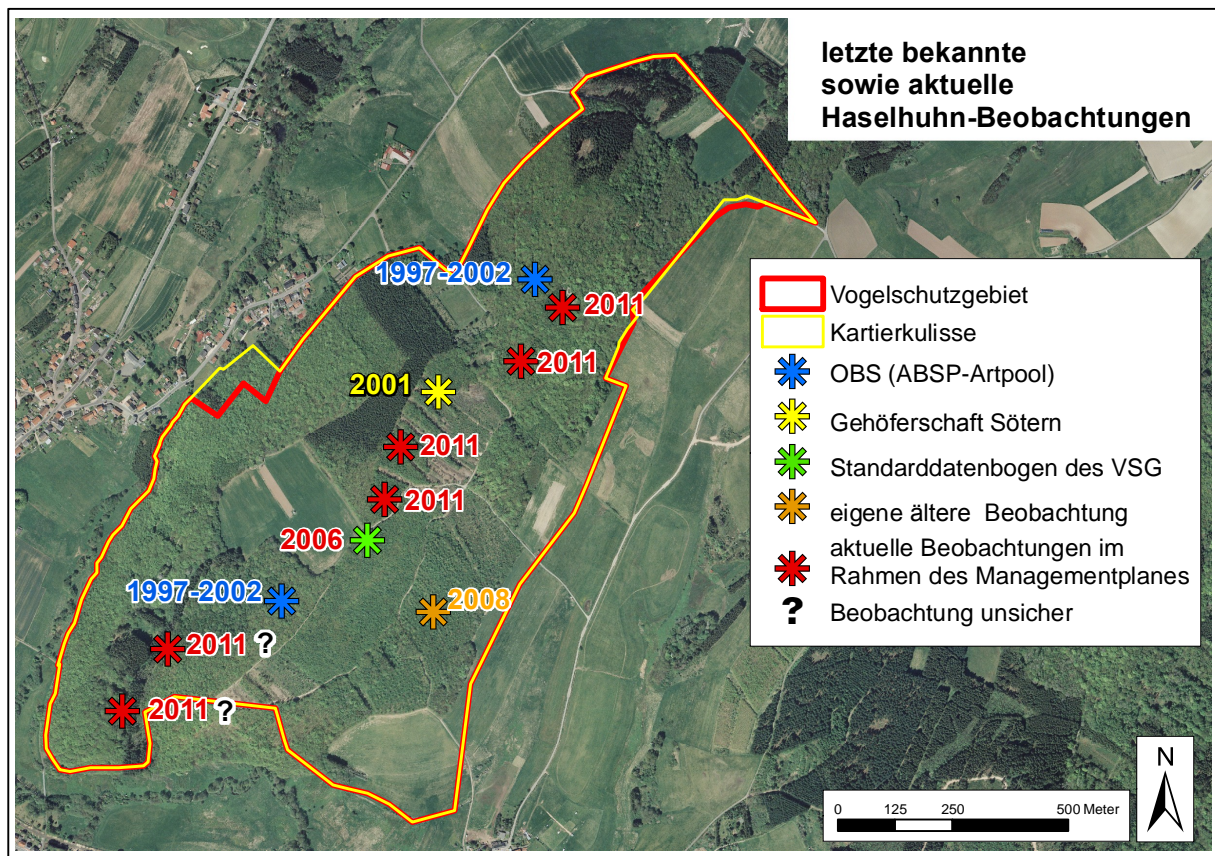 letzte bekannte
sowie aktuelle
Haselhuhn-Beobachtungen
1997-2002
2011
2011
2001
2011
2011
2006
1997-2002
2008
2011 ?
2011 ?
Vogelschutzgebiet
Kartierkulisse
OBS (ABSP-Artpool)
Gehöferschaft Sötern
Standarddatenbogen des VSG
eigene ältere Beobachtung
aktuelle Beobachtungen im
Rahmen des Managementplanes
? Beobachtung unsicher
N
0 125 250 500 Meter